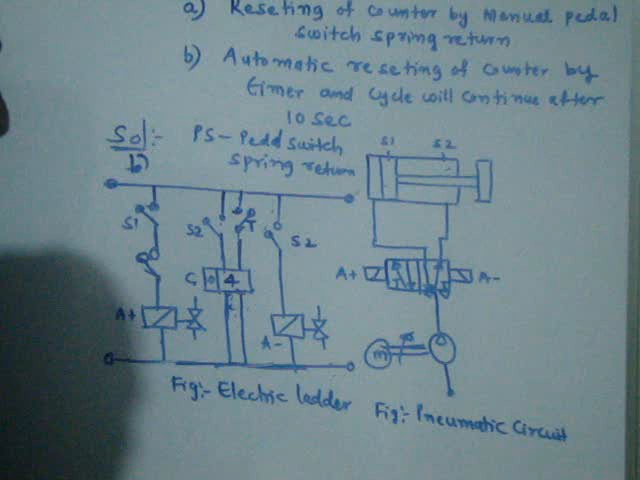 a) Reseting of counter by Manual pedal
switch spring return
b) Automatic reseting of counter by
timer and cycle will continue after
10 sec
Sol:- PS - Pedd switch
spring return
b)
S1 S2
S1 S2 T S2
C 0 4
A+ A-
A+ A-
M
Fig:- Electric ladder
Fig:- Pneumatic Circuit